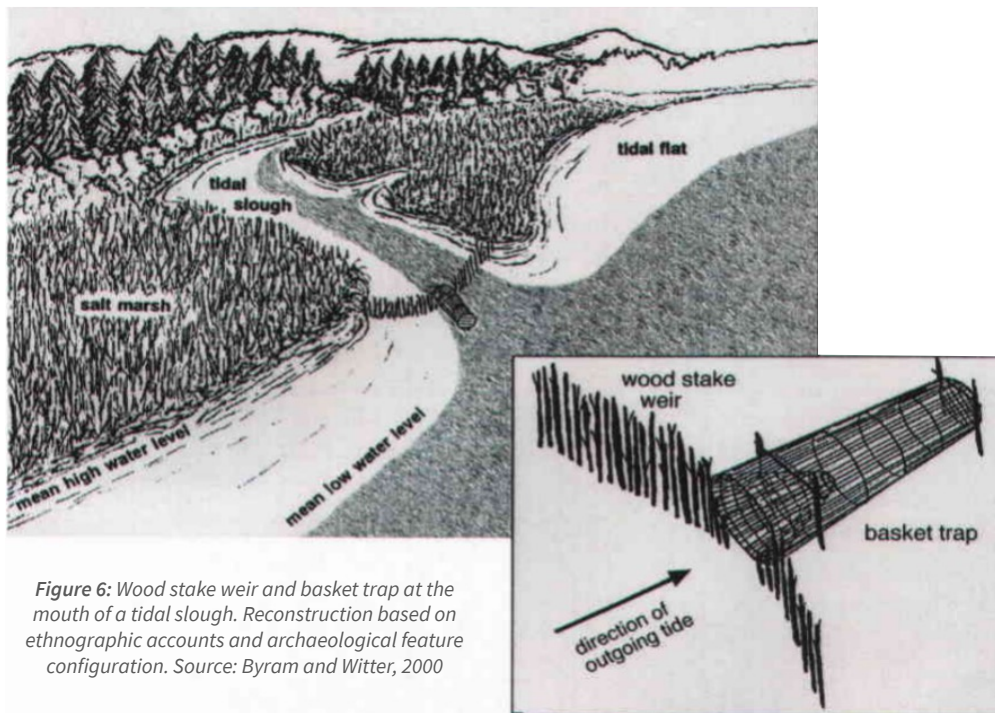 tidal flat
tidal
slough
salt marsh
mean high water level
mean low water level
wood stake
weir
basket trap
direction of
outgoing tide
Figure 6: Wood stake weir and basket trap at the
mouth of a tidal slough. Reconstruction based on
ethnographic accounts and archaeological feature
configuration. Source: Byram and Witter, 2000